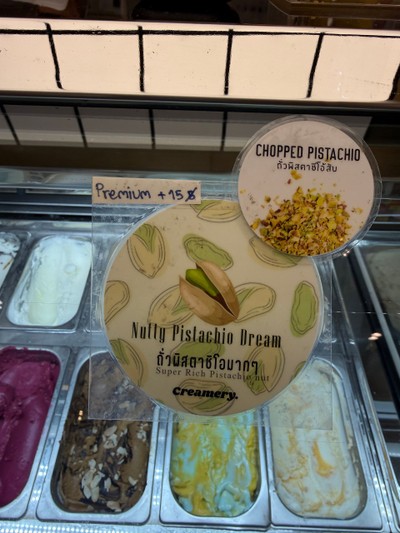 CHOPPED PISTACHIO
ถั่วพิสตาชิโอ้สับ
Premium +15฿
Nutty Pistachio Dream
ถั่วพิสตาชิโอมากๆ
Super Rich Pistachio nut
Creamery.